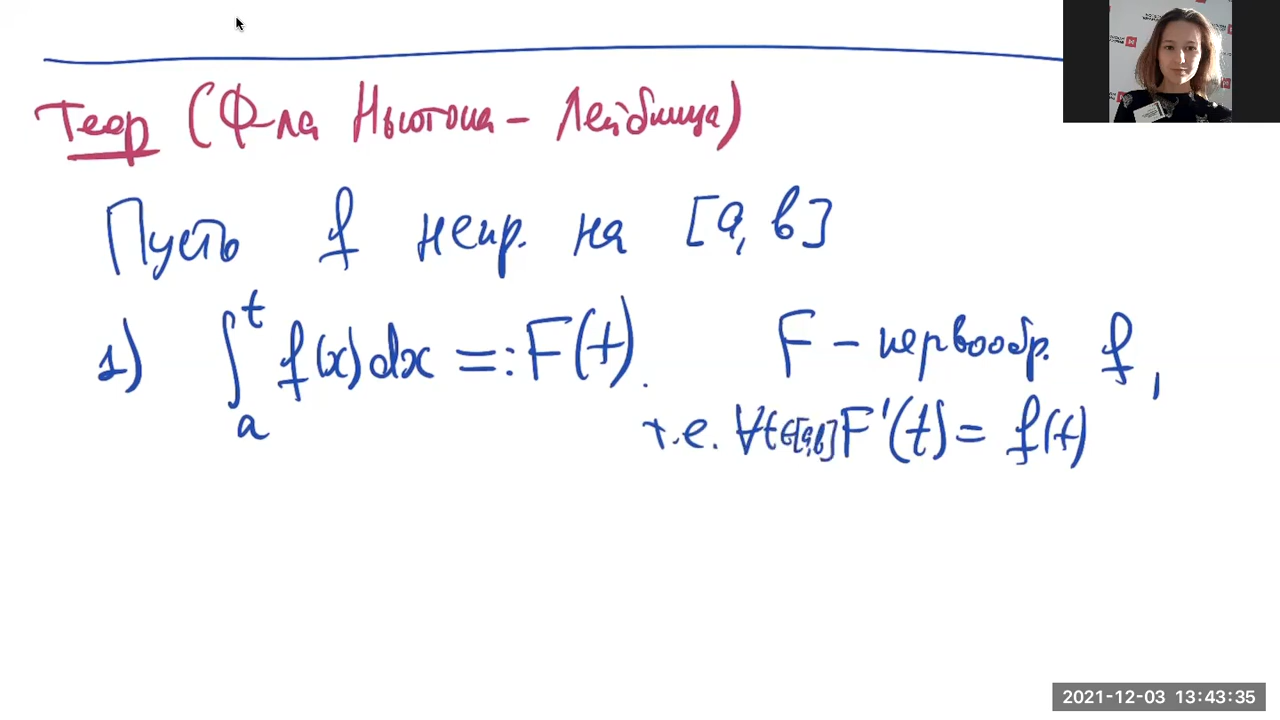 Теор (Ф-ла Ньютона - Лейбница)
Пусть f непр. на [a, b]
1) ∫ₐᵗ f(x)dx =: F(t). F - первообр. f,
т.е. ∀t∈[a,b] F'(t) = f(t)
2021-12-03 13:43:35